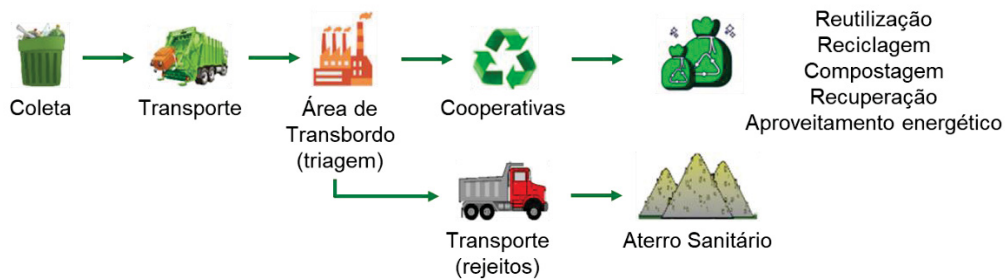 Coleta
Transporte
Área de
Transbordo
(triagem)
Cooperativas
Reutilização
Reciclagem
Compostagem
Recuperação
Aproveitamento energético
Transporte
(rejeitos)
Aterro Sanitário